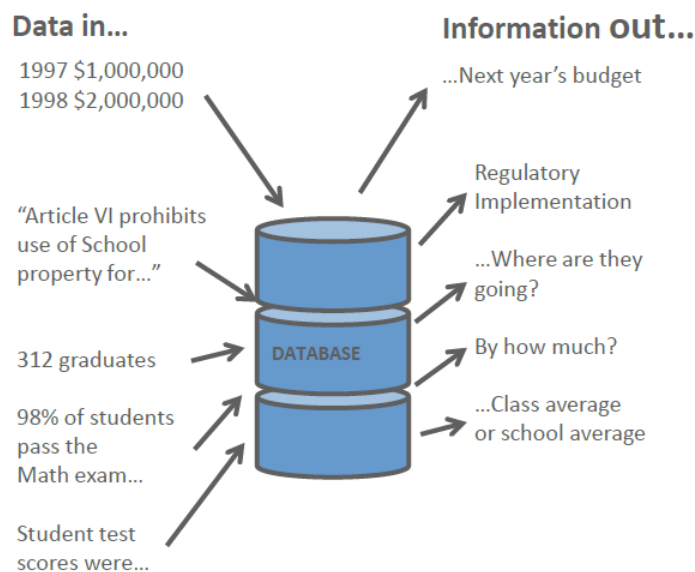 Data in...
1997 $1,000,000
1998 $2,000,000
“Article VI prohibits
use of School
property for...”
312 graduates
98% of students
pass the
Math exam...
Student test
scores were...
DATABASE
Information out...
...Next year’s budget
Regulatory
Implementation
...Where are they
going?
By how much?
...Class average
or school average